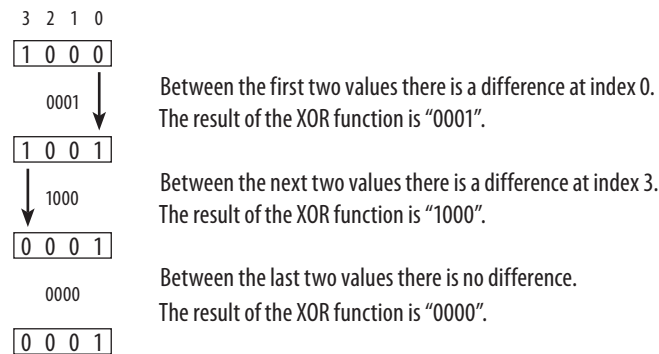 3 2 1 0
1 0 0 0
0001
Between the first two values there is a difference at index 0.
The result of the XOR function is “0001”.
1 0 0 1
1000
Between the next two values there is a difference at index 3.
The result of the XOR function is “1000”.
0 0 0 1
0000
Between the last two values there is no difference.
The result of the XOR function is “0000”.
0 0 0 1